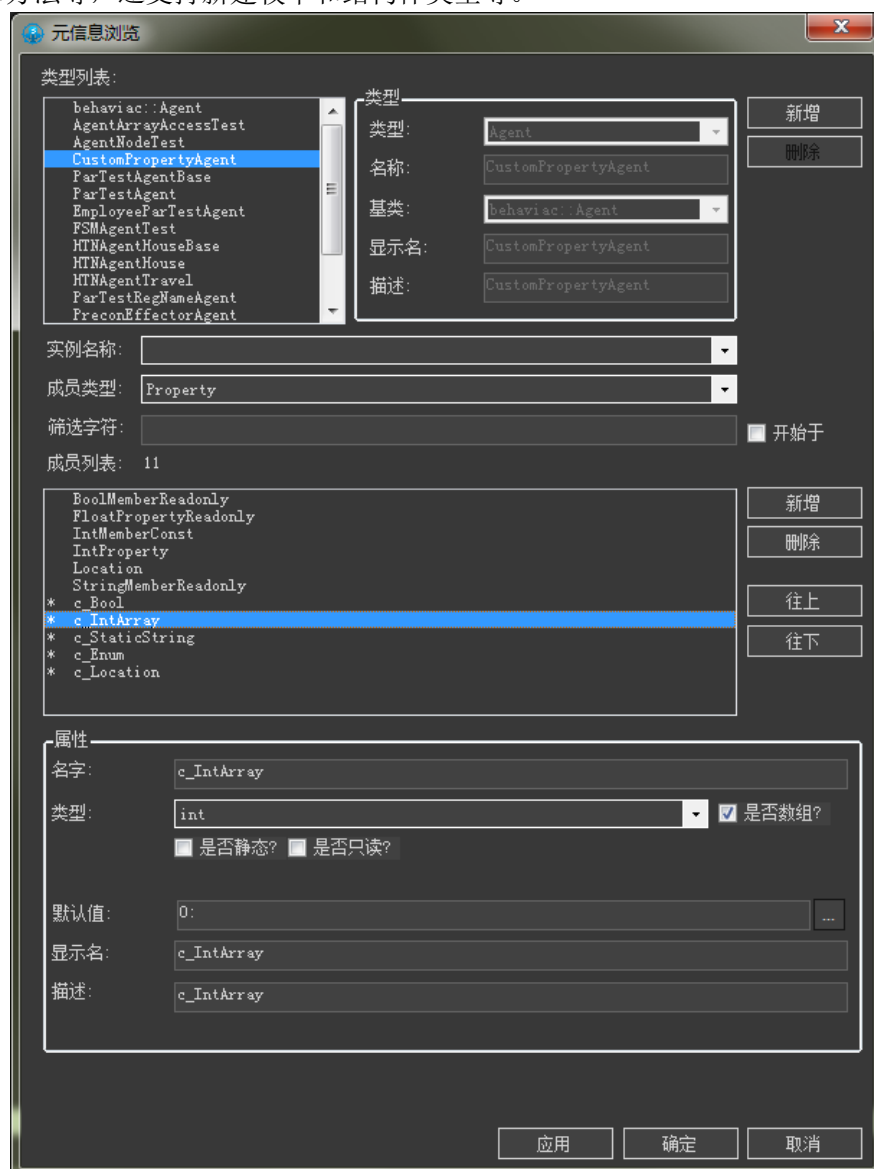 元信息浏览
类型列表:
behaviac::Agent
AgentArrayAccessTest
AgentNodeTest
CustomPropertyAgent
ParTestAgentBase
ParTestAgent
EmployeeParTestAgent
FSMAgentTest
HTNAgentHouseBase
HTNAgentHouse
HTNAgentTravel
ParTestRegNameAgent
PreconEffectorAgent
类型
类型: Agent
名称: CustomPropertyAgent
基类: behaviac::Agent
显示名: CustomPropertyAgent
描述: CustomPropertyAgent
新增
删除
实例名称:
成员类型: Property
筛选字符:
开始于
成员列表: 11
BoolMemberReadonly
FloatPropertyReadonly
IntMemberConst
IntProperty
Location
StringMemberReadonly
* c_Bool
* c_IntArray
* c_StaticString
* c_Enum
* c_Location
新增
删除
往上
往下
属性
名字: c_IntArray
类型: int 是否数组?
是否静态? 是否只读?
默认值: 0: ...
显示名: c_IntArray
描述: c_IntArray
应用 确定 取消